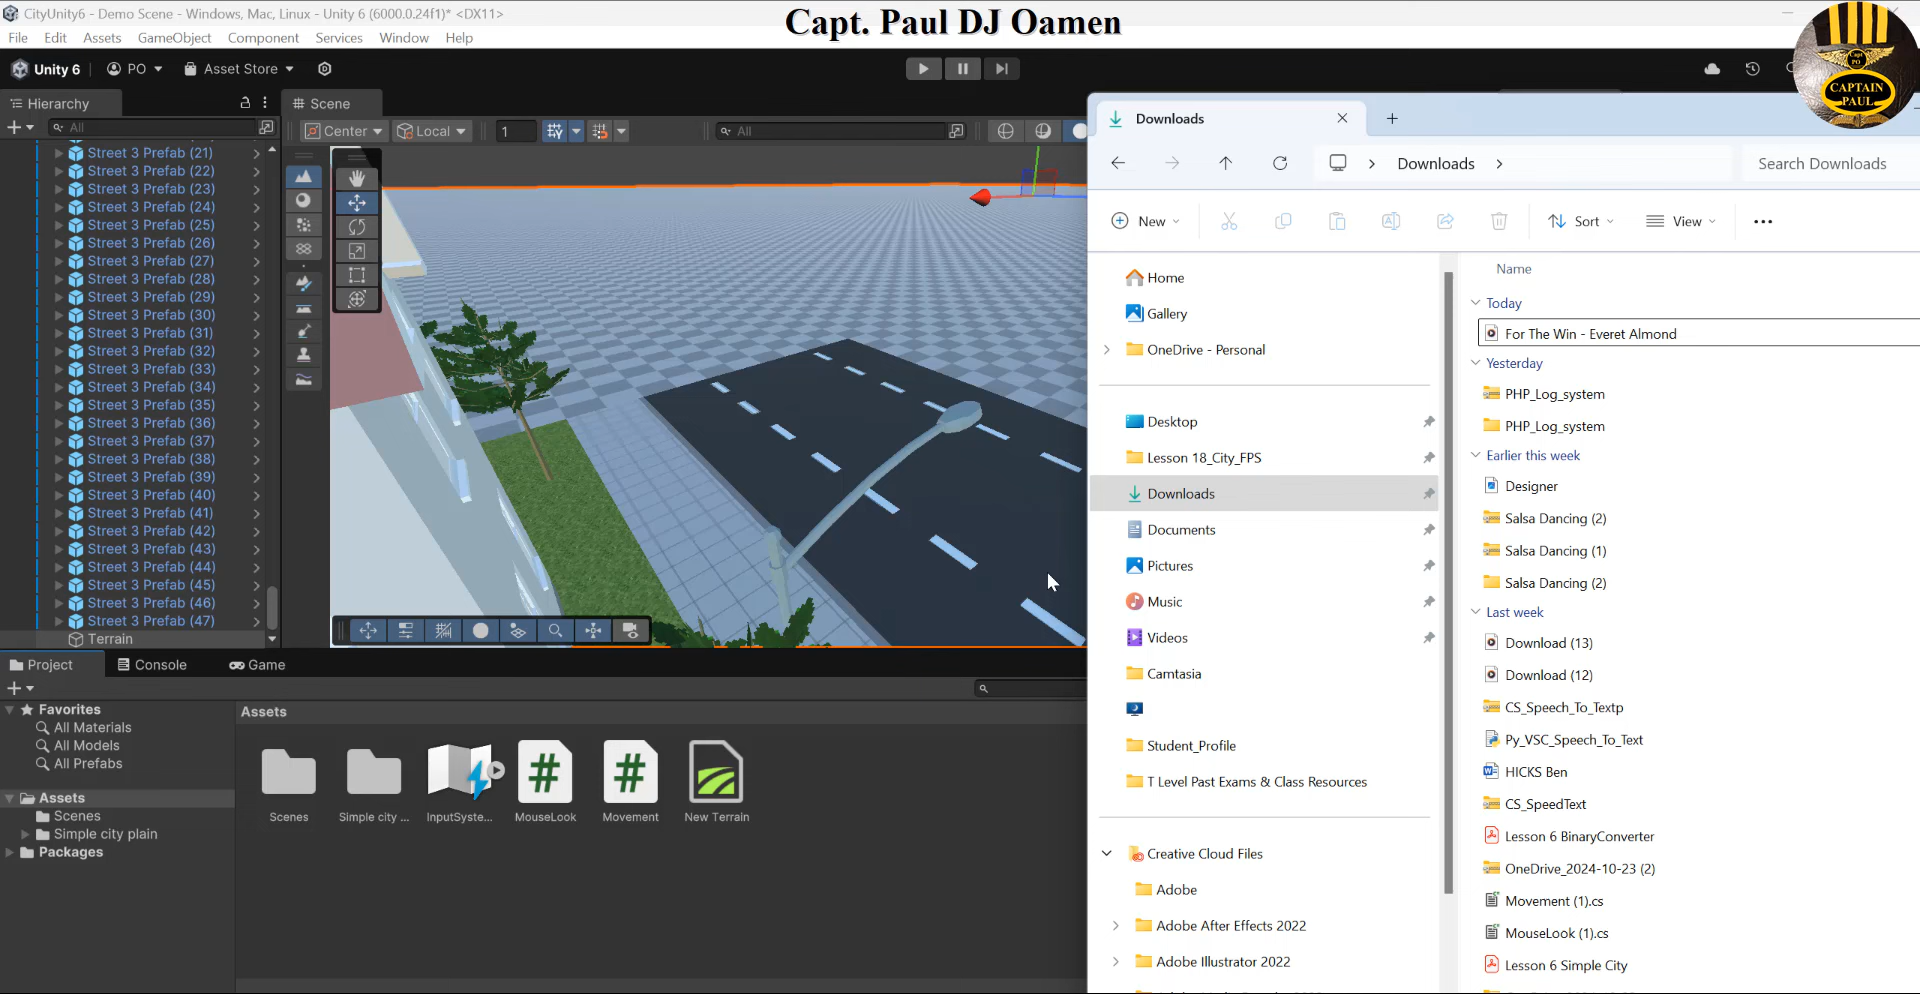 CityUnity6 - Demo Scene - Windows, Mac, Linux - Unity 6 (6000.0.24f1)* <DX11>
Capt. Paul DJ Oamen
File Edit Assets GameObject Component Services Window Help
Unity 6 PO Asset Store
CAPTAIN
PAUL
Hierarchy
Scene
All
Center Local 1 All
Street 3 Prefab (21)
Street 3 Prefab (22)
Street 3 Prefab (23)
Street 3 Prefab (24)
Street 3 Prefab (25)
Street 3 Prefab (26)
Street 3 Prefab (27)
Street 3 Prefab (28)
Street 3 Prefab (29)
Street 3 Prefab (30)
Street 3 Prefab (31)
Street 3 Prefab (32)
Street 3 Prefab (33)
Street 3 Prefab (34)
Street 3 Prefab (35)
Street 3 Prefab (36)
Street 3 Prefab (37)
Street 3 Prefab (38)
Street 3 Prefab (39)
Street 3 Prefab (40)
Street 3 Prefab (41)
Street 3 Prefab (42)
Street 3 Prefab (43)
Street 3 Prefab (44)
Street 3 Prefab (45)
Street 3 Prefab (46)
Street 3 Prefab (47)
Terrain
Project Console Game
Favorites
All Materials
All Models
All Prefabs
Assets
Scenes
Simple city plain
Packages
Assets
Scenes
Simple city ...
InputSyste...
MouseLook
Movement
New Terrain
Downloads
Downloads
Search Downloads
New Sort View
Home
Gallery
OneDrive - Personal
Desktop
Lesson 18_City_FPS
Downloads
Documents
Pictures
Music
Videos
Camtasia
Student_Profile
T Level Past Exams & Class Resources
Creative Cloud Files
Adobe
Adobe After Effects 2022
Adobe Illustrator 2022
Name
Today
For The Win - Everet Almond
Yesterday
PHP_Log_system
PHP_Log_system
Earlier this week
Designer
Salsa Dancing (2)
Salsa Dancing (1)
Salsa Dancing (2)
Last week
Download (13)
Download (12)
CS_Speech_To_Textp
Py_VSC_Speech_To_Text
HICKS Ben
CS_SpeedText
Lesson 6 BinaryConverter
OneDrive_2024-10-23 (2)
Movement (1).cs
MouseLook (1).cs
Lesson 6 Simple City